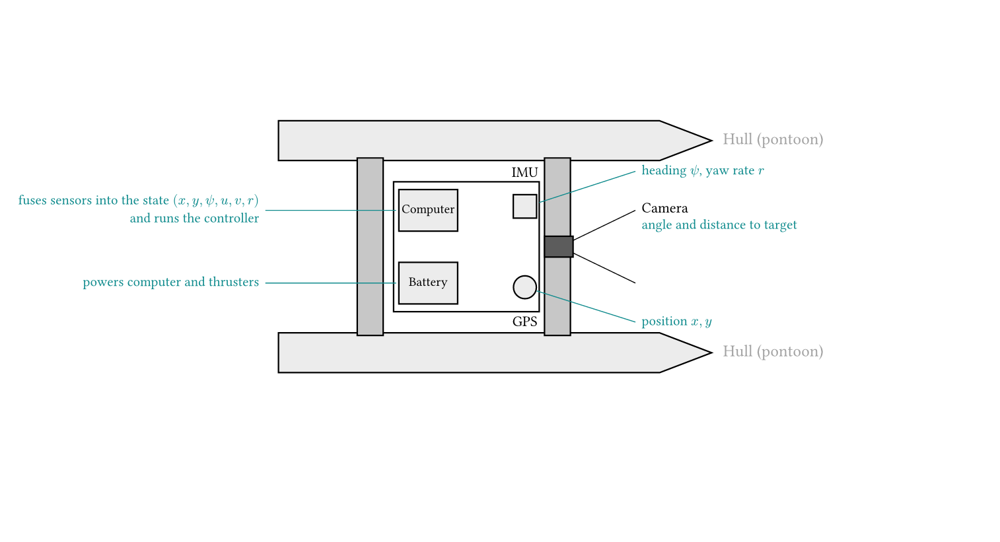 Hull (pontoon)
IMU
heading ψ, yaw rate r
fuses sensors into the state (x, y, ψ, u, v, r)
and runs the controller
Computer
Camera
angle and distance to target
powers computer and thrusters
Battery
GPS
position x, y
Hull (pontoon)